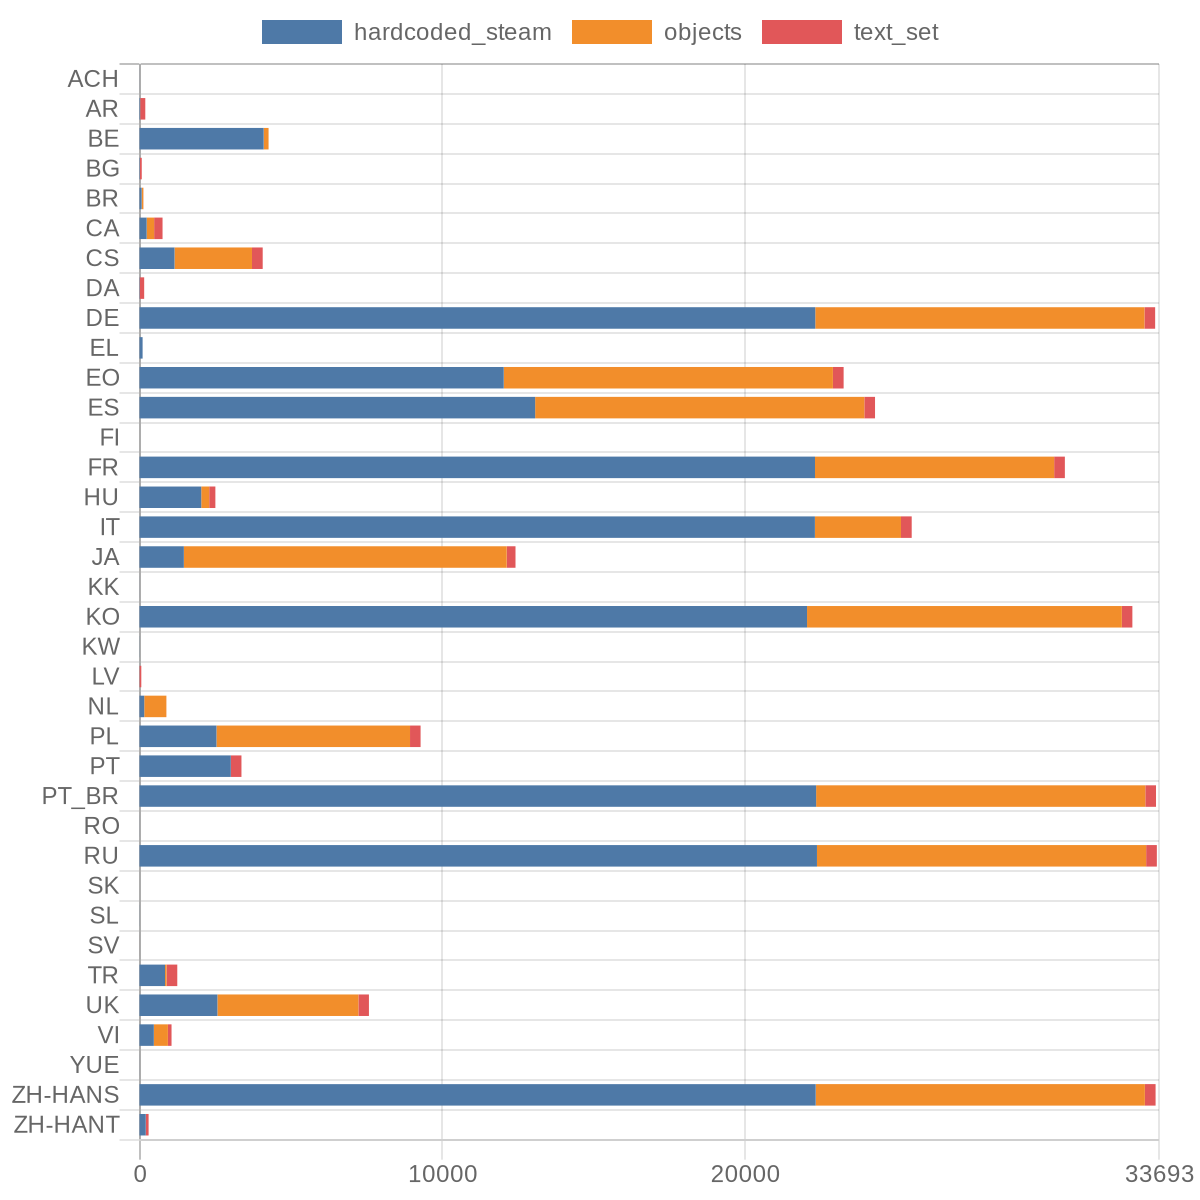 hardcoded_steam objects text_set
ACH
AR
BE
BG
BR
CA
CS
DA
DE
EL
EO
ES
FI
FR
HU
IT
JA
KK
KO
KW
LV
NL
PL
PT
PT_BR
RO
RU
SK
SL
SV
TR
UK
VI
YUE
ZH-HANS
ZH-HANT
0 10000 20000 33693